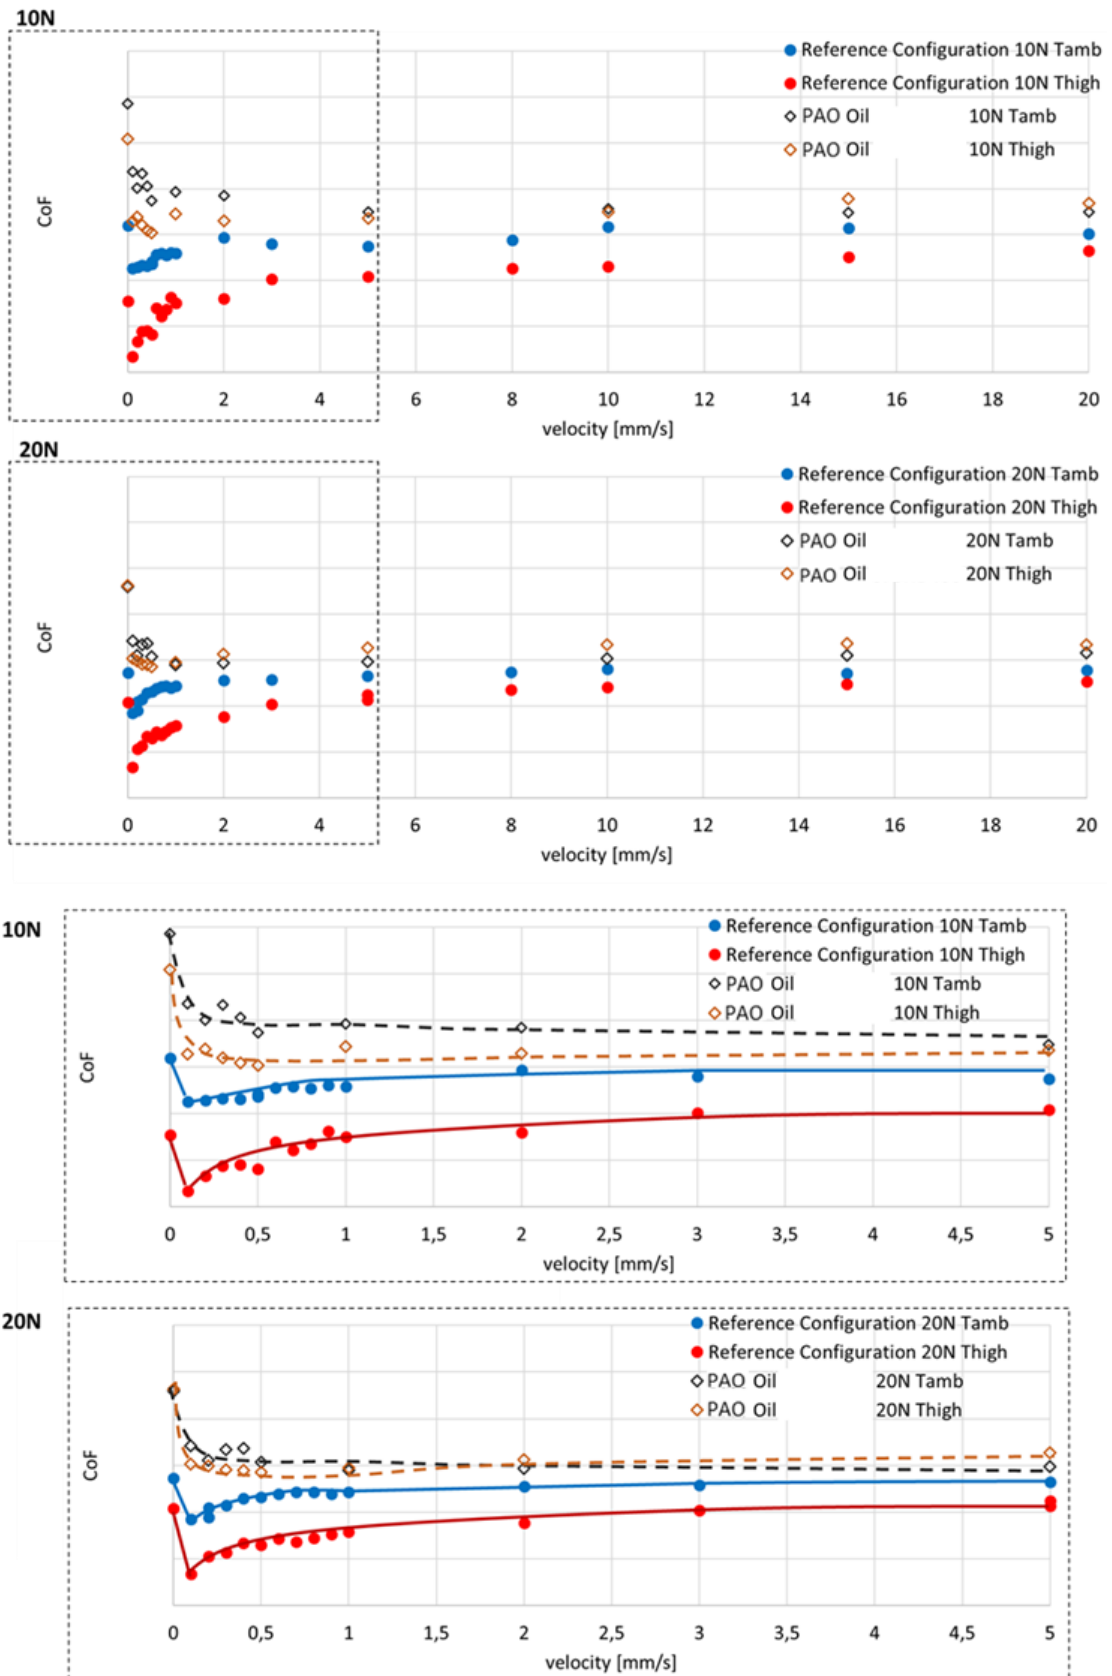 10N
Reference Configuration 10N Tamb
Reference Configuration 10N Thigh
PAO Oil 10N Tamb
PAO Oil 10N Thigh
CoF
0 2 4 6 8 10 12 14 16 18 20
velocity [mm/s]
20N
Reference Configuration 20N Tamb
Reference Configuration 20N Thigh
PAO Oil 20N Tamb
PAO Oil 20N Thigh
CoF
0 2 4 6 8 10 12 14 16 18 20
velocity [mm/s]
10N
Reference Configuration 10N Tamb
Reference Configuration 10N Thigh
PAO Oil 10N Tamb
PAO Oil 10N Thigh
CoF
0 0,5 1 1,5 2 2,5 3 3,5 4 4,5 5
velocity [mm/s]
20N
Reference Configuration 20N Tamb
Reference Configuration 20N Thigh
PAO Oil 20N Tamb
PAO Oil 20N Thigh
CoF
0 0,5 1 1,5 2 2,5 3 3,5 4 4,5 5
velocity [mm/s]